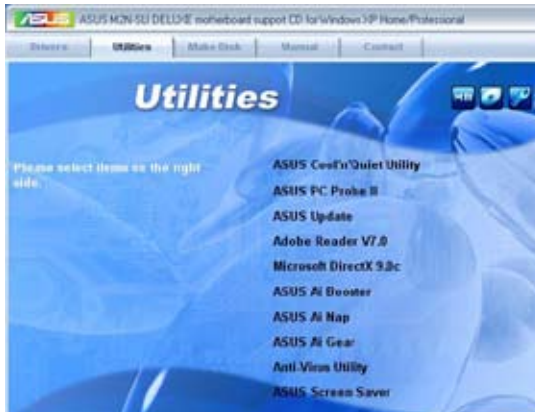 ASUS ASUS M2N-SLI DELUXE motherboard suppot CD for Windows XP Home/Professional
Drivers Utilities Make Disk Manual Contact
Utilities
Please select items on the right
side.
ASUS Cool'n'Quiet Utility
ASUS PC Probe II
ASUS Update
Adobe Reader V7.0
Microsoft DirectX 9.0c
ASUS Ai Booster
ASUS Ai Nap
ASUS Ai Gear
Anti-Virus Utility
ASUS Screen Saver